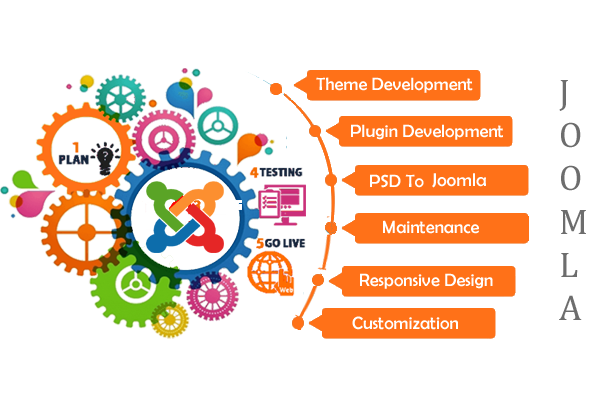 1
PLAN
4 TESTING
5 GO LIVE
Web
Theme Development
Plugin Development
PSD To Joomla
Maintenance
Responsive Design
Customization
JOOMLA